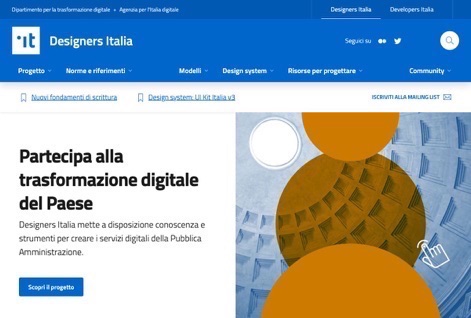 Dipartimento per la trasformazione digitale • Agenzia per l'Italia digitale
Designers Italia Developers Italia
.it Designers Italia
Seguici su
Progetto Norme e riferimenti Modelli Design system Risorse per progettare Community
Nuovi fondamenti di scrittura Design system: UI Kit Italia v3 ISCRIVITI ALLA MAILING LIST
Partecipa alla
trasformazione digitale
del Paese
Designers Italia mette a disposizione conoscenza e
strumenti per creare i servizi digitali della Pubblica
Amministrazione.
Scopri il progetto